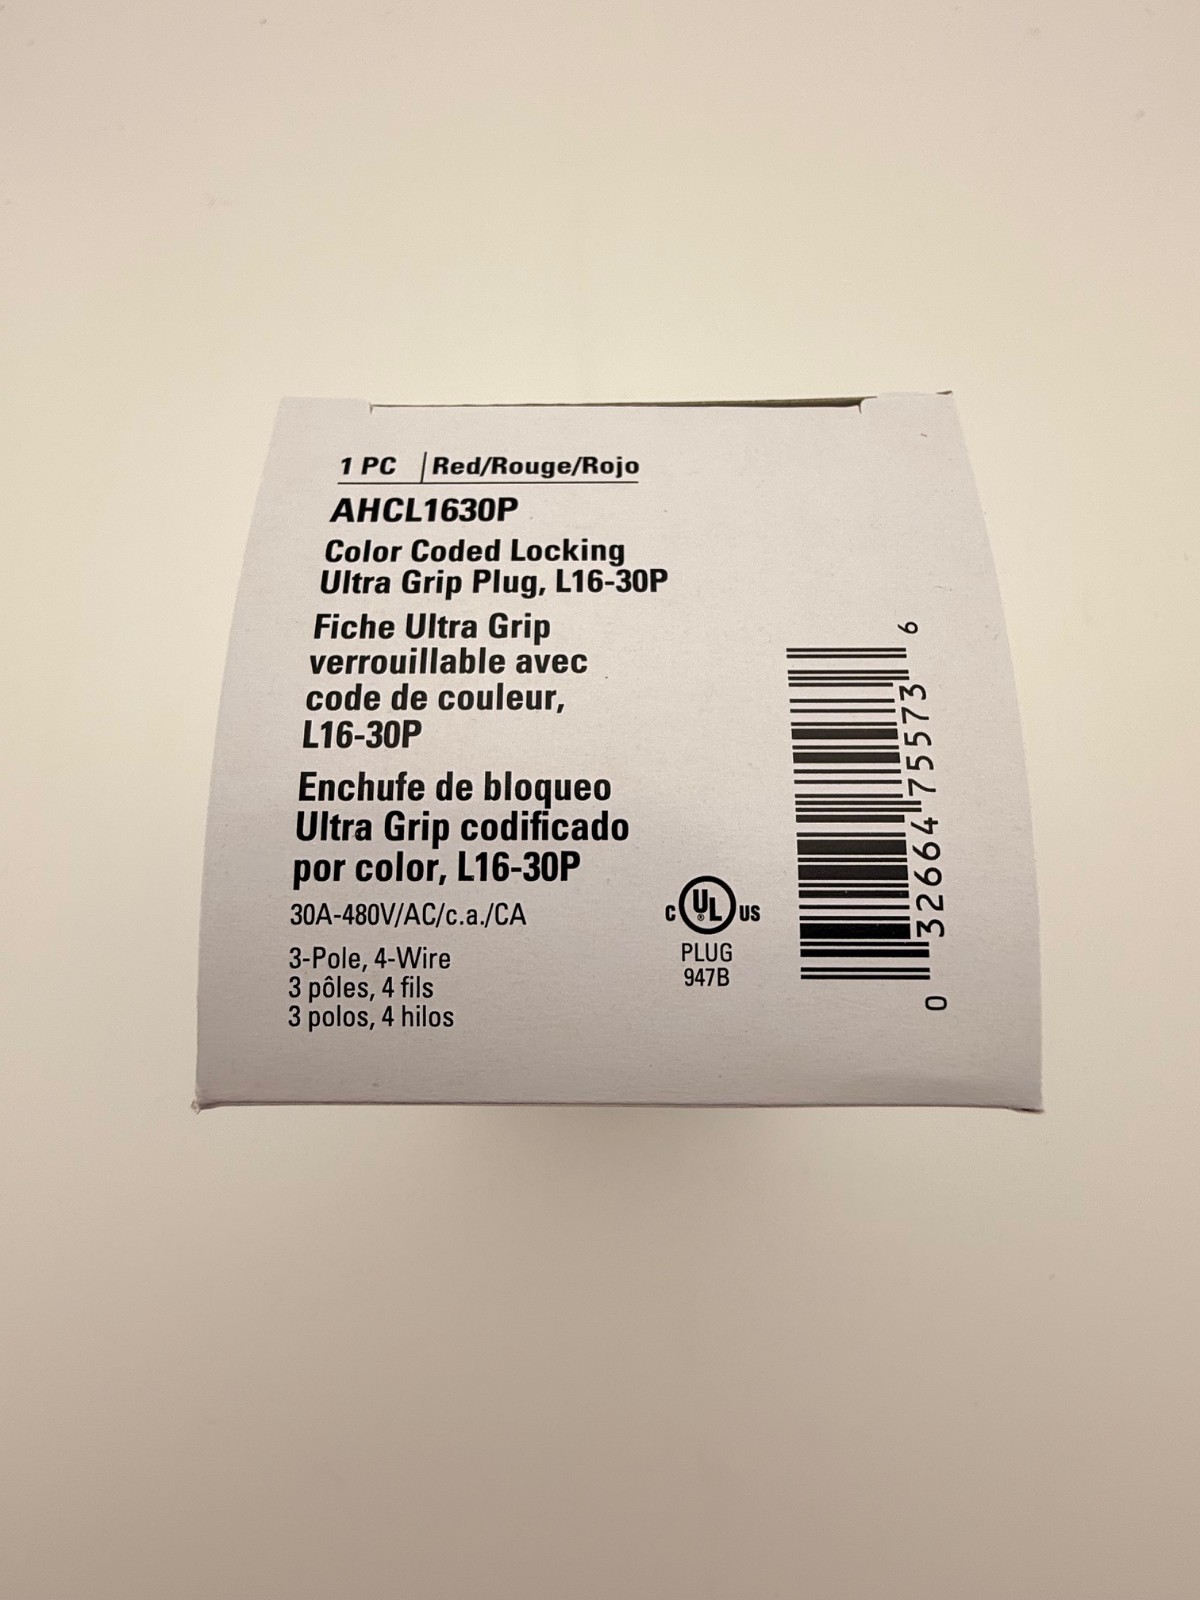 1 PC | Red/Rouge/Rojo
AHCL1630P
Color Coded Locking
Ultra Grip Plug, L16-30P
Fiche Ultra Grip
verrouillable avec
code de couleur,
L16-30P
Enchufe de bloqueo
Ultra Grip codificado
por color, L16-30P
30A-480V/AC/c.a./CA
3-Pole, 4-Wire
3 pôles, 4 fils
3 polos, 4 hilos
C UL ® US
PLUG
947B
0 32664 75573 6